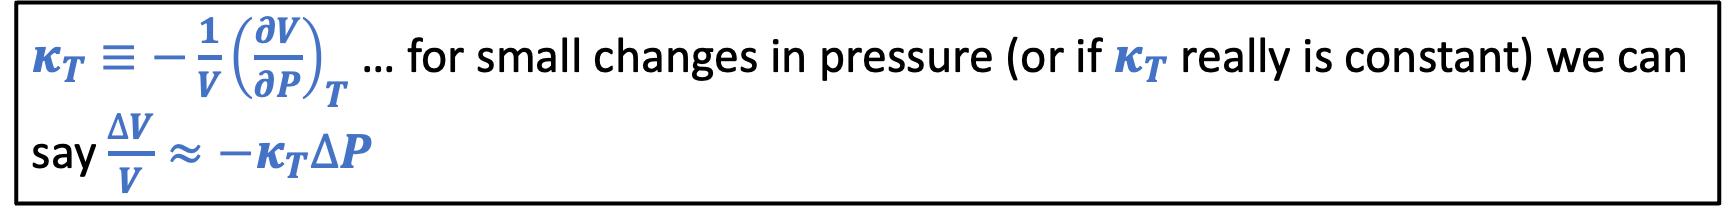 κ_T ≡ − 1/V (∂V/∂P)_T ... for small changes in pressure (or if κ_T really is constant) we can
say ΔV/V ≈ −κ_TΔP